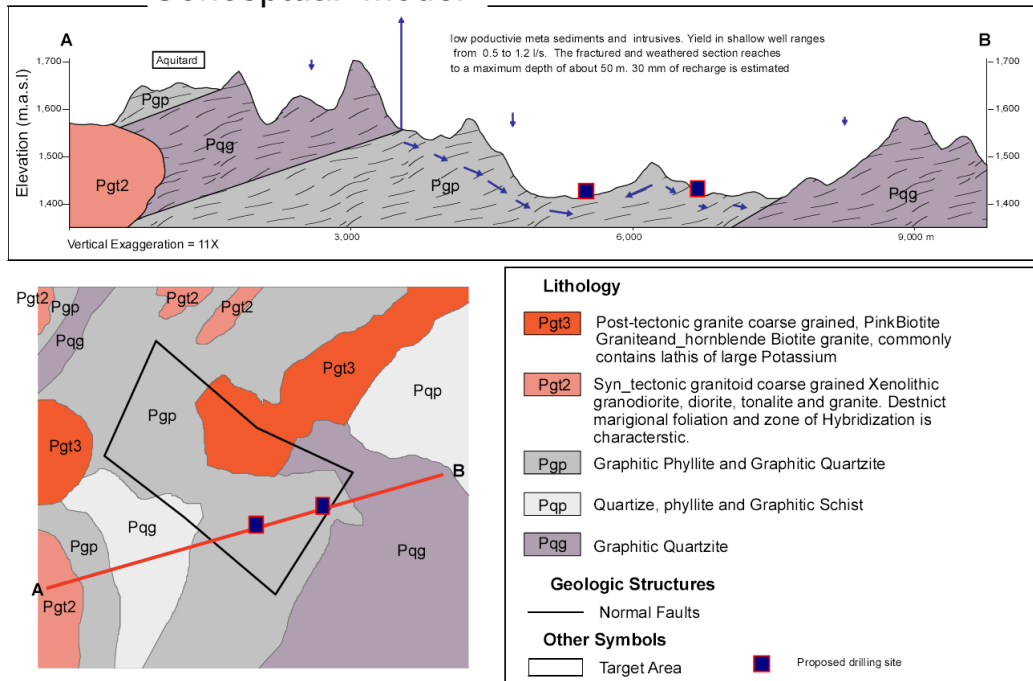 Conceptual model
A
B
low poductivie meta sediments and intrusives. Yield in shallow well ranges
from 0.5 to 1.2 l/s. The fractured and weathered section reaches
to a maximum depth of about 50 m. 30 mm of recharge is estimated
Aquitard
Elevation (m.a.s.l)
1,700
1,600
1,500
1,400
1,700
1,600
1,500
1,400
Pgp
Pqg
Pgt2
Pgp
Pqg
Vertical Exaggeration = 11X
3,000
6,000
9,000 m
Pgt2
Pgp
Pqg
Pgt2
Pgt2
Pgt3
Pqp
Pgp
Pgt3
B
Pqg
Pgp
Pqg
A
Pgt2
Lithology
Pgt3
Post-tectonic granite coarse grained, PinkBiotite
Graniteand_hornblende Biotite granite, commonly
contains lathis of large Potassium
Pgt2
Syn_tectonic granitoid coarse grained Xenolithic
granodiorite, diorite, tonalite and granite. Destnict
marigional foliation and zone of Hybridization is
characterstic.
Pgp
Graphitic Phyllite and Graphitic Quartzite
Pqp
Quartize, phyllite and Graphitic Schist
Pqg
Graphitic Quartzite
Geologic Structures
Normal Faults
Other Symbols
Target Area
Proposed drilling site